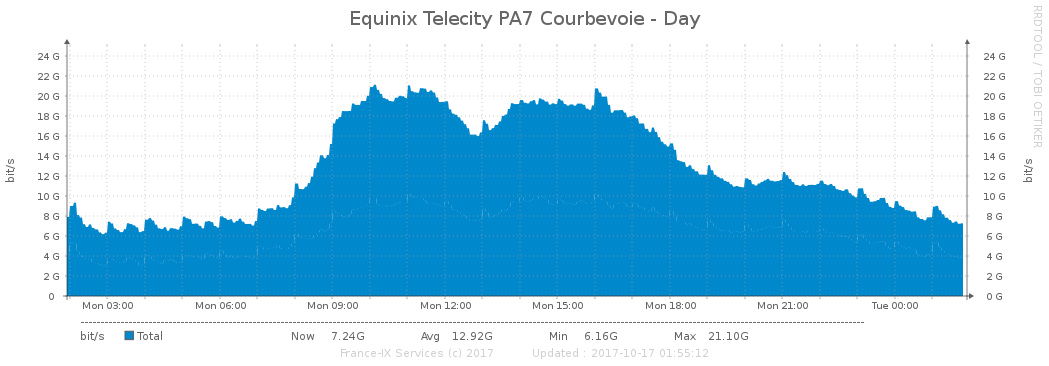 Equinix Telecity PA7 Courbevoie - Day
RRDTOOL / TOBI OETIKER
bit/s
24 G 24 G
22 G 22 G
20 G 20 G
18 G 18 G
16 G 16 G
14 G 14 G
12 G 12 G
10 G 10 G
8 G 8 G
6 G 6 G
4 G 4 G
2 G 2 G
0 0 G
bit/s
Mon 03:00 Mon 06:00 Mon 09:00 Mon 12:00 Mon 15:00 Mon 18:00 Mon 21:00 Tue 00:00
bit/s Total Now 7.24G Avg 12.92G Min 6.16G Max 21.10G
France-IX Services (c) 2017 Updated : 2017-10-17 01:55:12